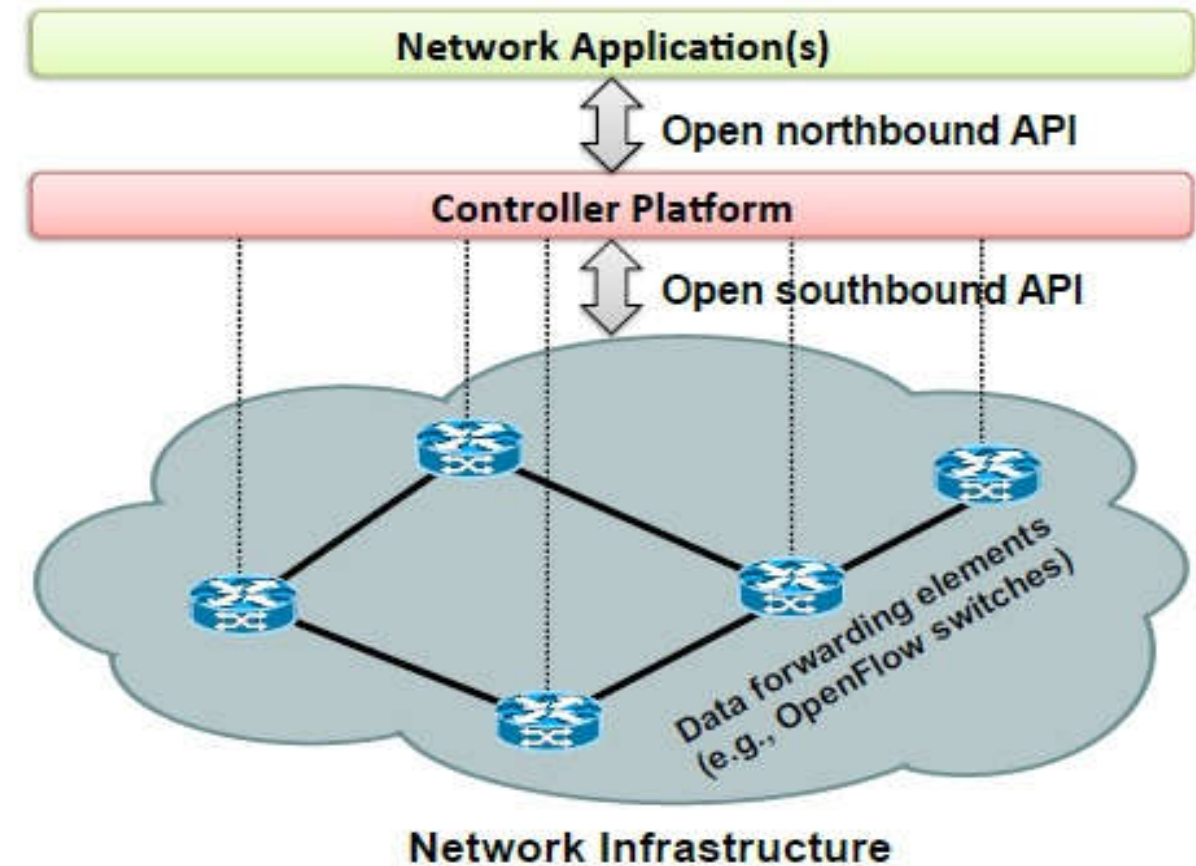 Network Application(s)
Open northbound API
Controller Platform
Open southbound API
Data forwarding elements
(e.g., OpenFlow switches)
Network Infrastructure